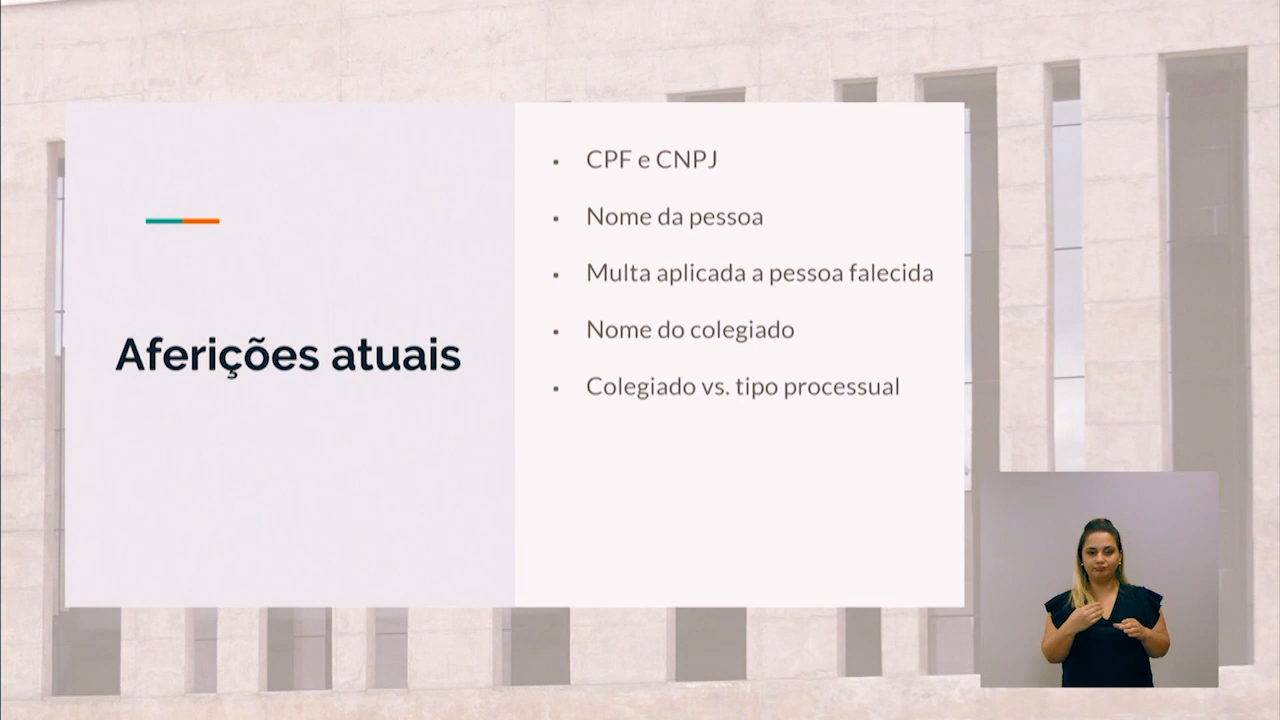 Aferições atuais
CPF e CNPJ
Nome da pessoa
Multa aplicada a pessoa falecida
Nome do colegiado
Colegiado vs. tipo processual